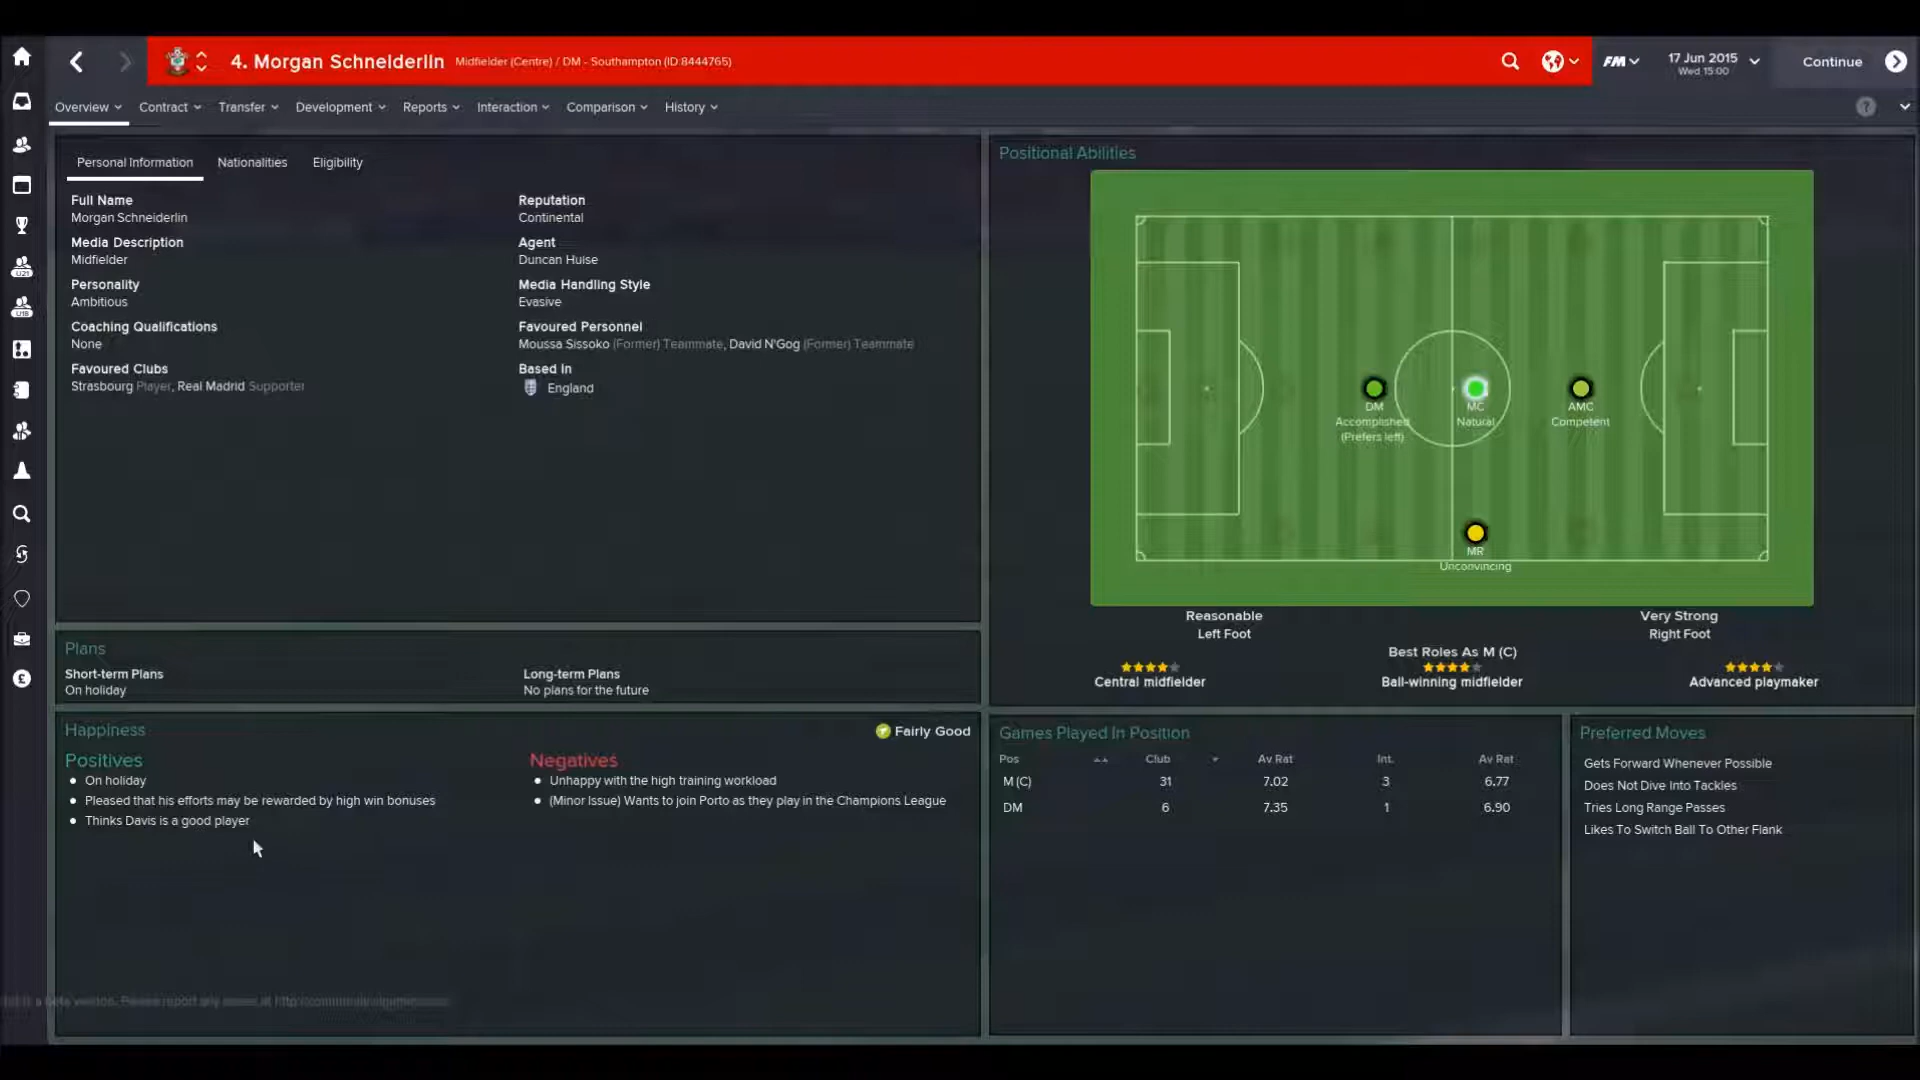 4. Morgan Schneiderlin Midfielder (Centre) / DM - Southampton (ID:8444765)
FM
17 Jun 2015
Wed 15:00
Continue
Overview Contract Transfer Development Reports Interaction Comparison History
?
Personal Information Nationalities Eligibility
Full Name
Morgan Schneiderlin
Media Description
Midfielder
Personality
Ambitious
Coaching Qualifications
None
Favoured Clubs
Strasbourg Player, Real Madrid Supporter
Reputation
Continental
Agent
Duncan Huise
Media Handling Style
Evasive
Favoured Personnel
Moussa Sissoko (Former) Teammate, David N'Gog (Former) Teammate
Based In
England
U21
U18
Plans
Short-term Plans
On holiday
Long-term Plans
No plans for the future
Happiness
Fairly Good
Positives
On holiday
Pleased that his efforts may be rewarded by high win bonuses
Thinks Davis is a good player
Negatives
Unhappy with the high training workload
(Minor Issue) Wants to join Porto as they play in the Champions League
Positional Abilities
DM
Accomplished
(Prefers left)
MC
Natural
AMC
Competent
MR
Unconvincing
Reasonable
Left Foot
Very Strong
Right Foot
Best Roles As M (C)
Central midfielder
Ball-winning midfielder
Advanced playmaker
Games Played In Position
Pos Club Av Rat Int. Av Rat
M (C) 31 7.02 3 6.77
DM 6 7.35 1 6.90
Preferred Moves
Gets Forward Whenever Possible
Does Not Dive Into Tackles
Tries Long Range Passes
Likes To Switch Ball To Other Flank